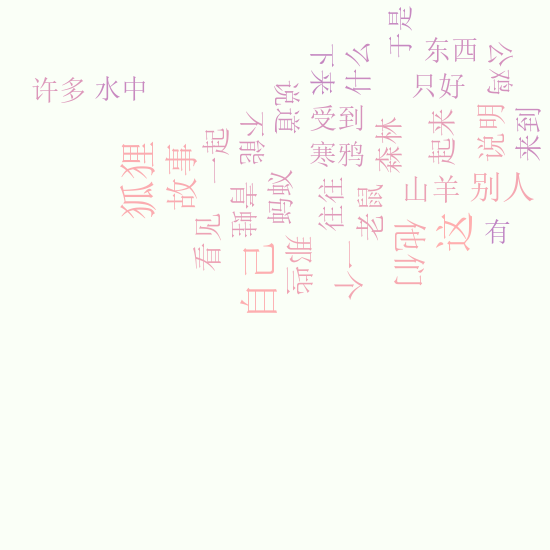 于是
东西
公鸡
下来
什么
许多
水中
说道
只好
受到
不能
一起
寒鸦
森林
起来
说明
来到
狐狸
故事
青蛙
蚂蚁
往往
老鼠
山羊
别人
看见
自己
那些
一个
他们
这
有